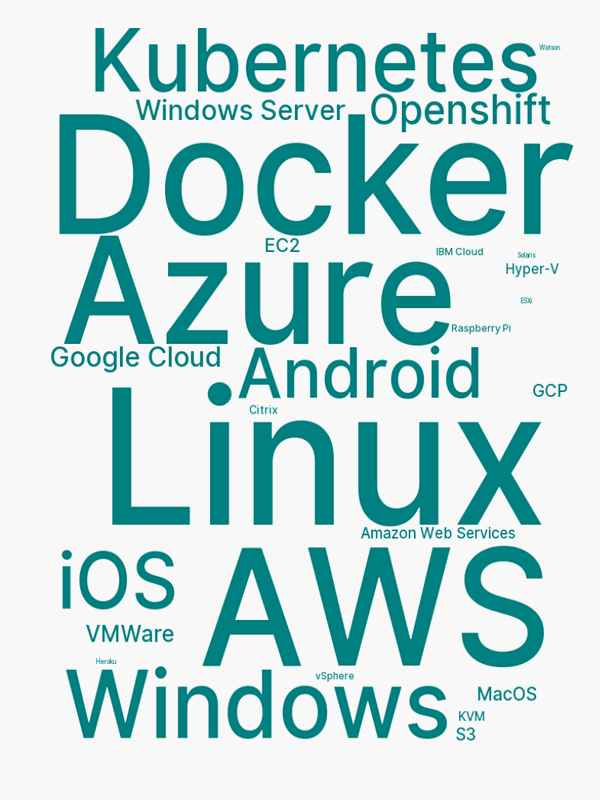 Kubernetes
Watson
Windows Server
Openshift
Docker
EC2
Azure
IBM Cloud
Solaris
Hyper-V
ESXi
Raspberry Pi
Google Cloud
Android
GCP
Citrix
Linux
Amazon Web Services
iOS
AWS
VMWare
Heroku
Windows
vSphere
MacOS
KVM
S3